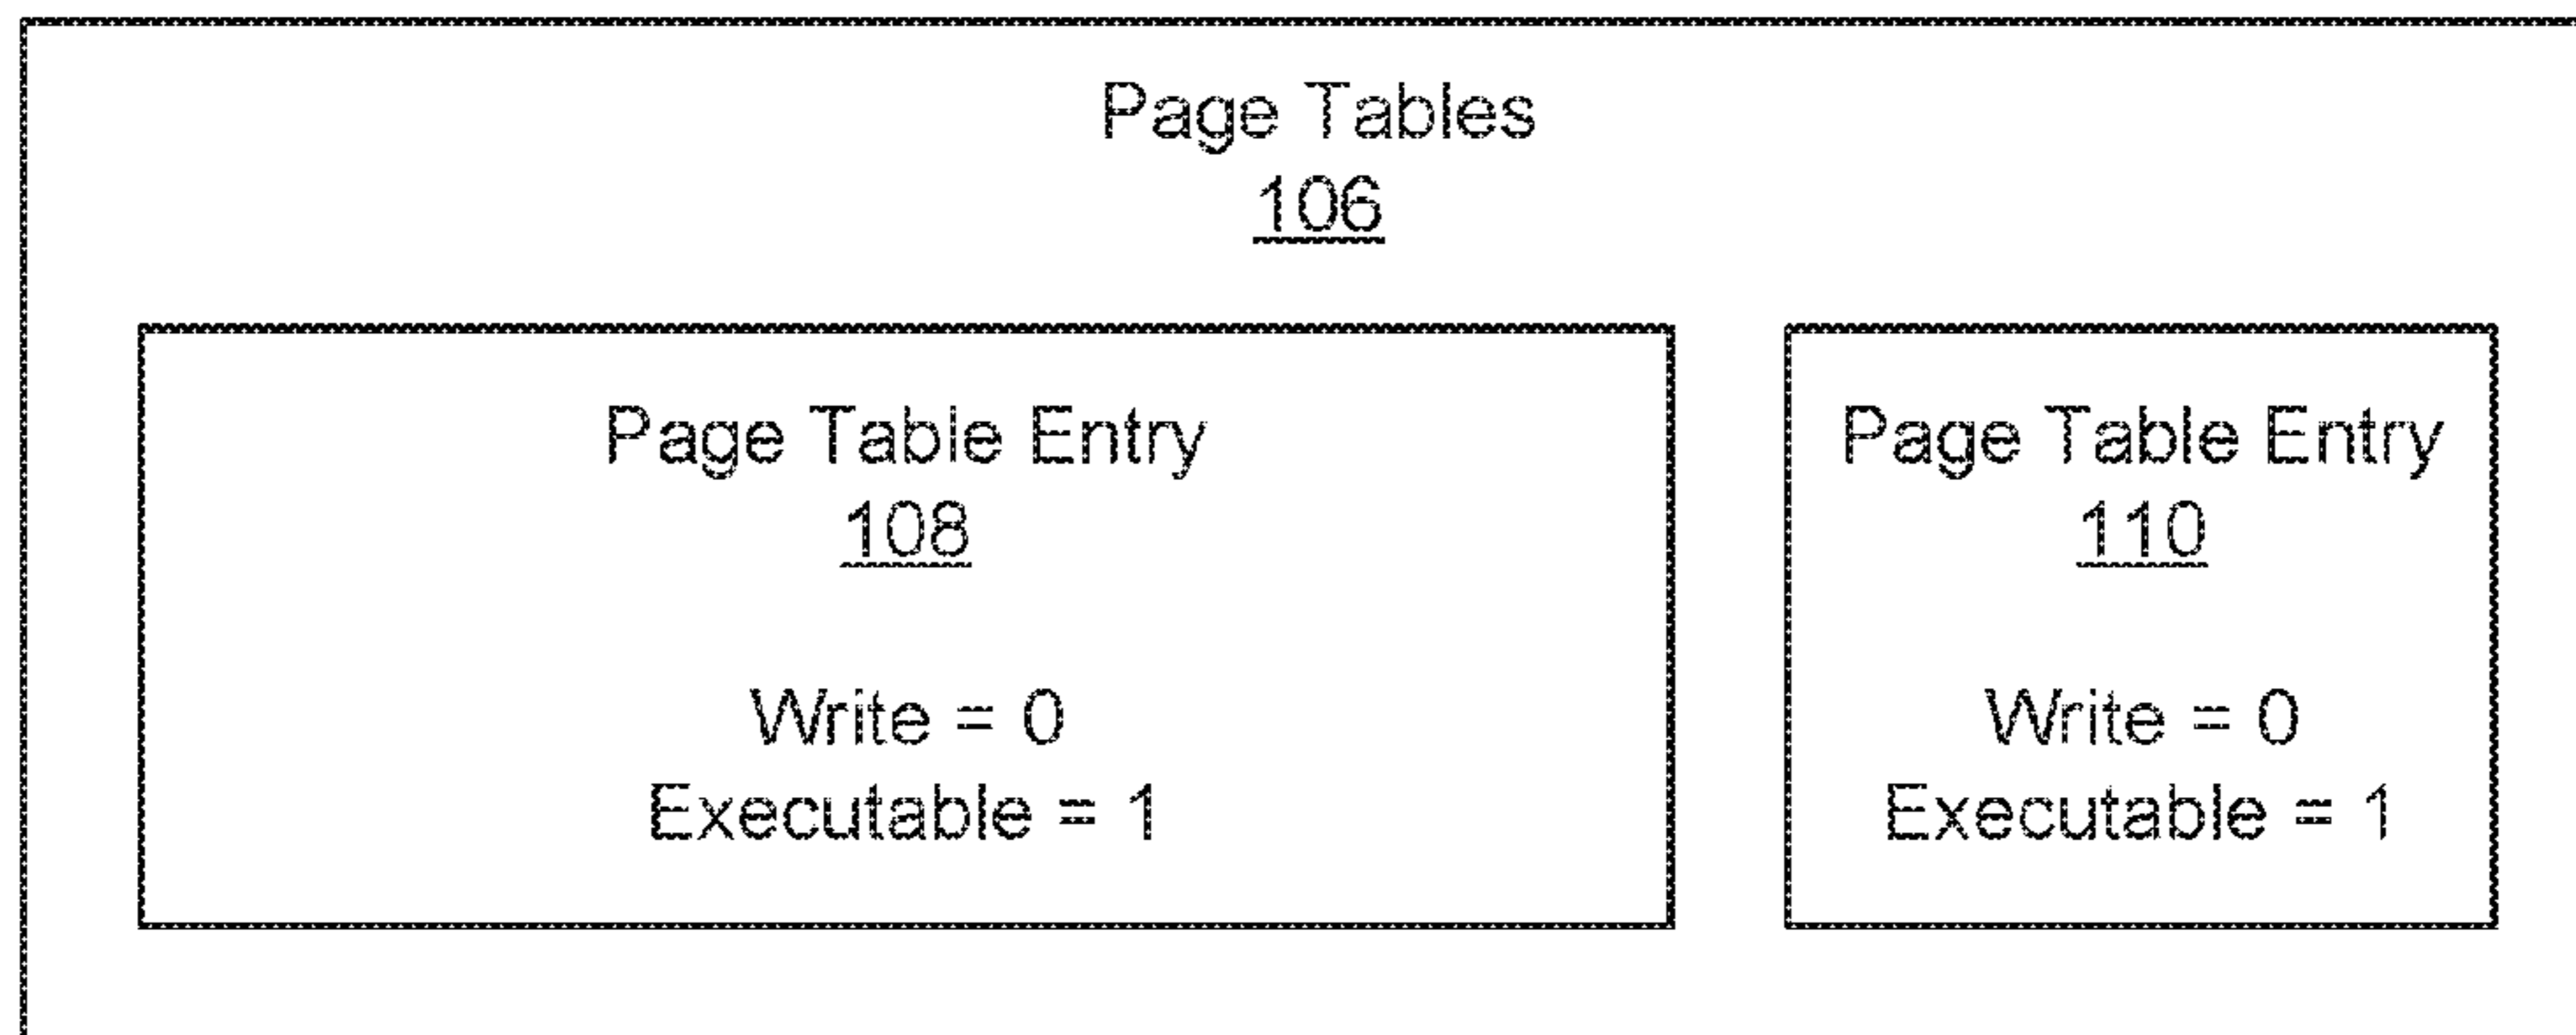 Page Tables
106
Page Table Entry
108
Write = 0
Executable = 1
Page Table Entry
110
Write = 0
Executable = 1